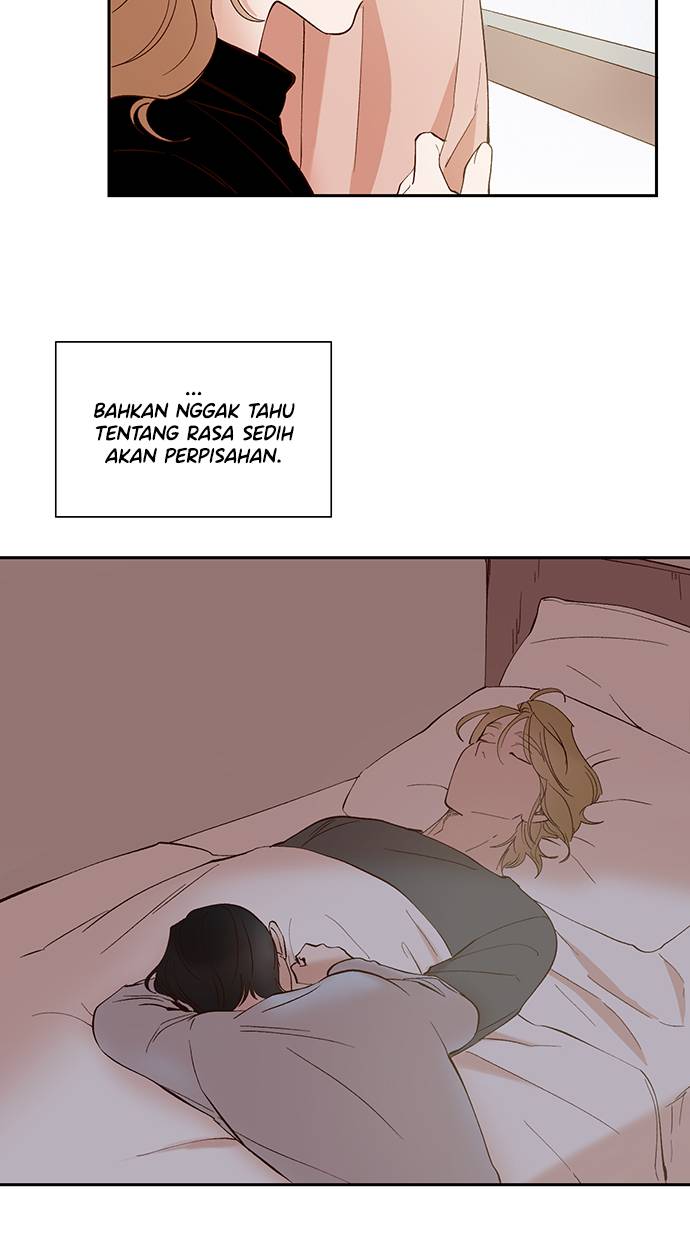 ...
BAHKAN NGGAK TAHU
TENTANG RASA SEDIH
AKAN PERPISAHAN.